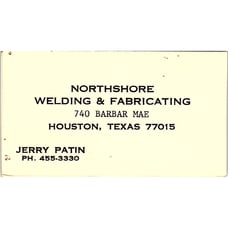 NORTHSHORE
WELDING & FABRICATING
740 BARBAR MAE
HOUSTON, TEXAS 77015
JERRY PATIN
PH. 455-3330